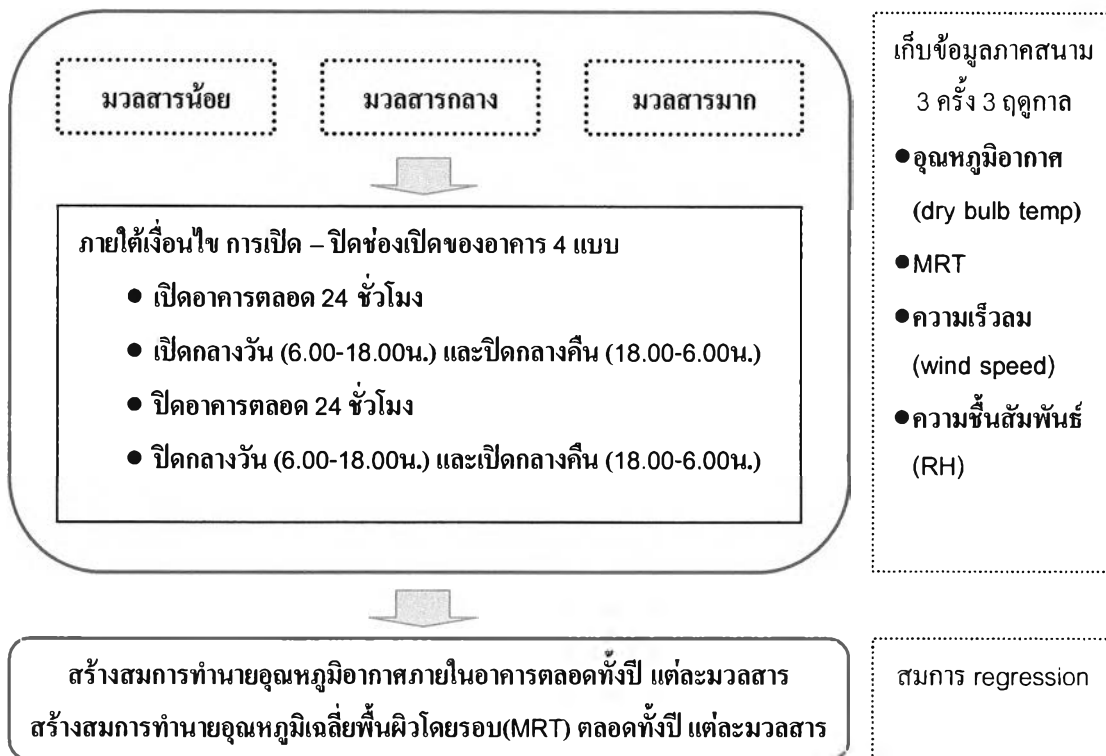 มวลสารน้อย
มวลสารกลาง
มวลสารมาก
ภายใต้เงื่อนไข การเปิด – ปิดช่องเปิดของอาคาร 4 แบบ
● เปิดอาคารตลอด 24 ชั่วโมง
● เปิดกลางวัน (6.00-18.00น.) และปิดกลางคืน (18.00-6.00น.)
● ปิดอาคารตลอด 24 ชั่วโมง
● ปิดกลางวัน (6.00-18.00น.) และเปิดกลางคืน (18.00-6.00น.)
เก็บข้อมูลภาคสนาม
3 ครั้ง 3 ฤดูกาล
●อุณหภูมิอากาศ
(dry bulb temp)
●MRT
●ความเร็วลม
(wind speed)
●ความชื้นสัมพันธ์
(RH)
สร้างสมการทำนายอุณหภูมิอากาศภายในอาคารตลอดทั้งปี แต่ละมวลสาร
สร้างสมการทำนายอุณหภูมิเฉลี่ยพื้นผิวโดยรอบ(MRT) ตลอดทั้งปี แต่ละมวลสาร
สมการ regression